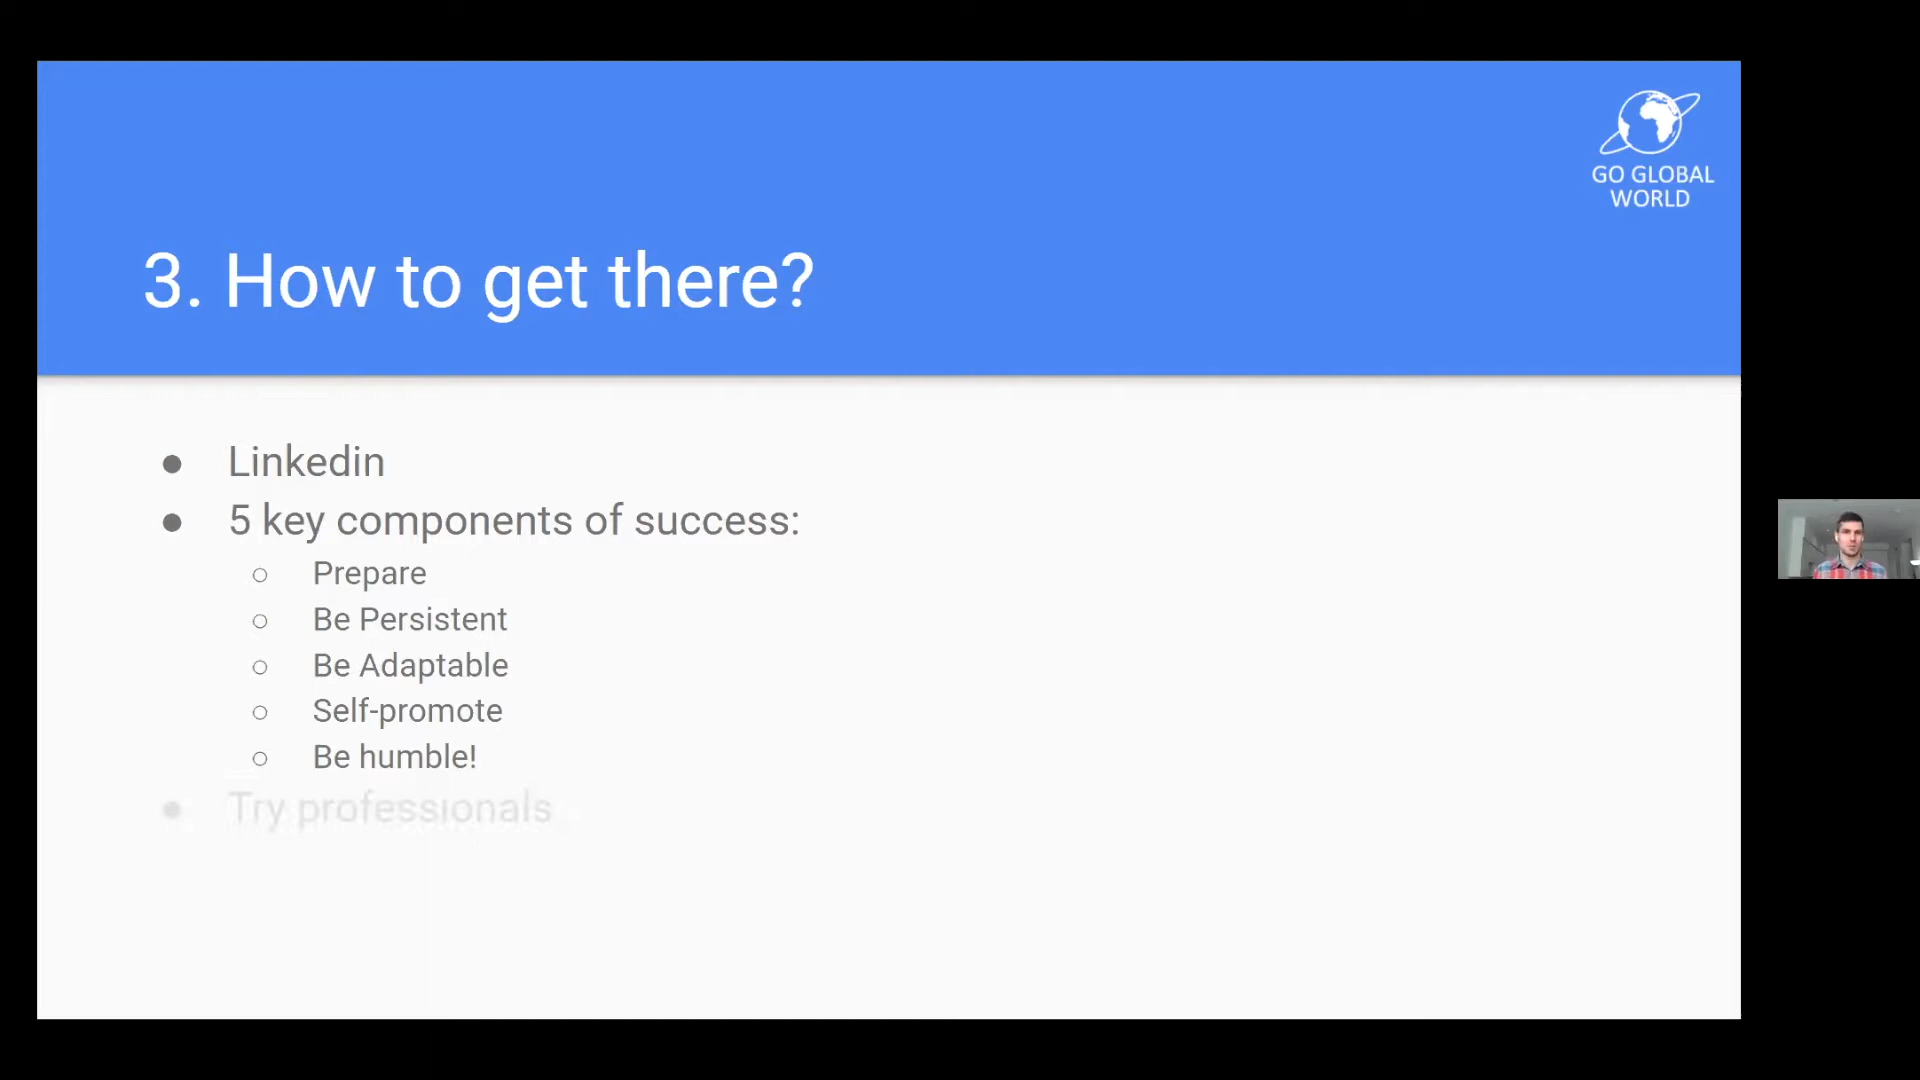 GO GLOBAL
WORLD
3. How to get there?
● Linkedin
● 5 key components of success:
○ Prepare
○ Be Persistent
○ Be Adaptable
○ Self-promote
○ Be humble!
● Try professionals